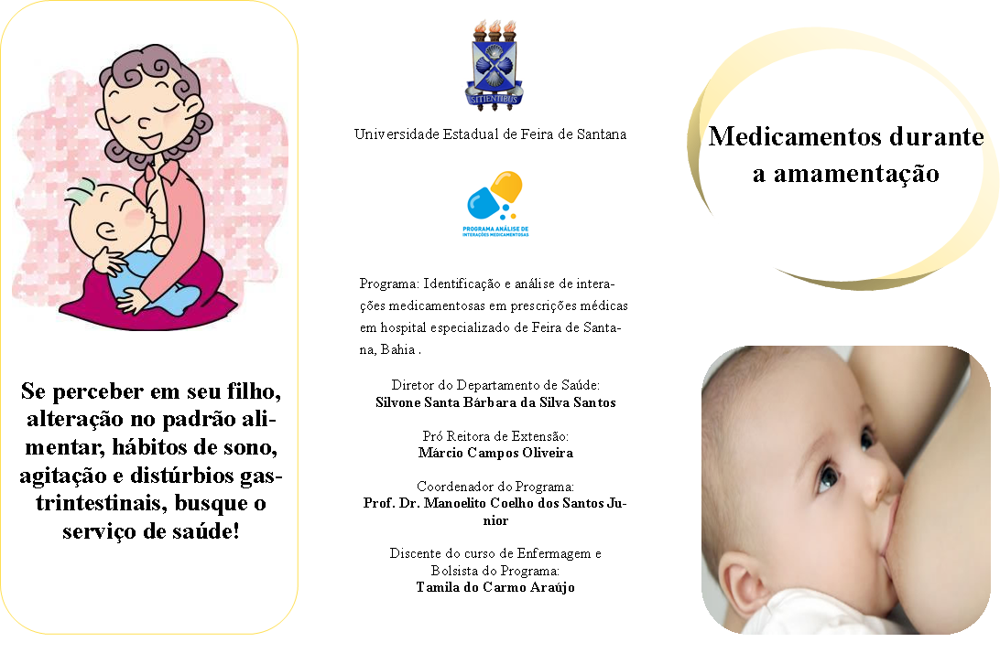 Se perceber em seu filho,
alteração no padrão ali-
mentar, hábitos de sono,
agitação e distúrbios gas-
trintestinais, busque o
serviço de saúde!
SITIENTIBUS
Universidade Estadual de Feira de Santana
PROGRAMA ANÁLISE DE
INTERAÇÕES MEDICAMENTOSAS
Programa: Identificação e análise de intera-
ções medicamentosas em prescrições médicas
em hospital especializado de Feira de Santa-
na, Bahia .
Diretor do Departamento de Saúde:
Silvone Santa Bárbara da Silva Santos
Pró Reitora de Extensão:
Márcio Campos Oliveira
Coordenador do Programa:
Prof. Dr. Manoelito Coelho dos Santos Ju-
nior
Discente do curso de Enfermagem e
Bolsista do Programa:
Tamila do Carmo Araújo
Medicamentos durante
a amamentação